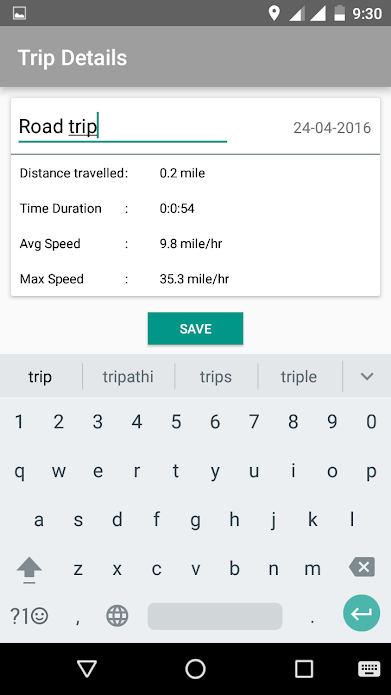 9:30
Trip Details
Road trip 24-04-2016
Distance travelled : 0.2 mile
Time Duration : 0:0:54
Avg Speed : 9.8 mile/hr
Max Speed : 35.3 mile/hr
SAVE
trip tripathi trips triple
1 2 3 4 5 6 7 8 9 0
q w e r t y u i o p
a s d f g h j k l
z x c v b n m
?1☺ , .